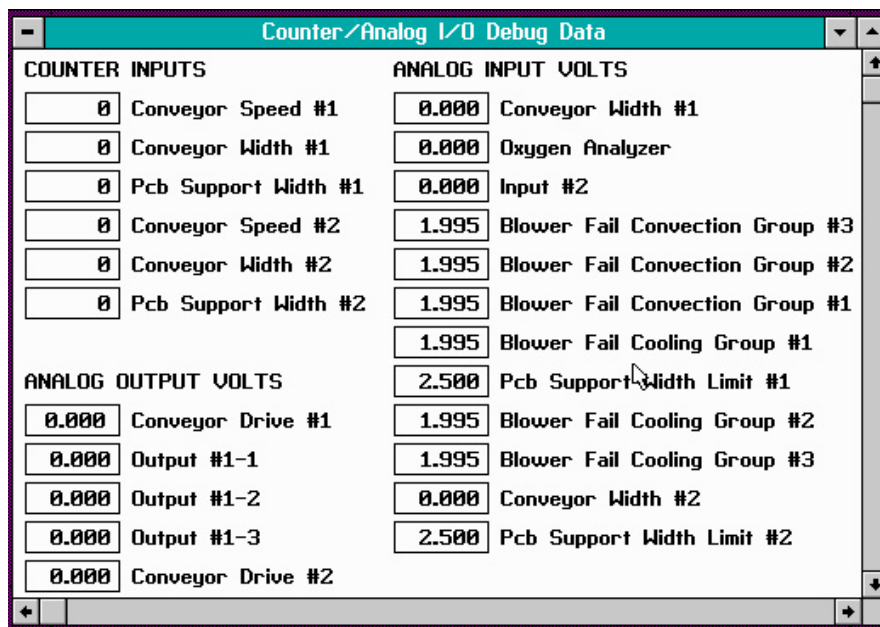 Counter/Analog I/O Debug Data
COUNTER INPUTS
0 Conveyor Speed #1
0 Conveyor Width #1
0 Pcb Support Width #1
0 Conveyor Speed #2
0 Conveyor Width #2
0 Pcb Support Width #2
ANALOG OUTPUT VOLTS
0.000 Conveyor Drive #1
0.000 Output #1-1
0.000 Output #1-2
0.000 Output #1-3
0.000 Conveyor Drive #2
ANALOG INPUT VOLTS
0.000 Conveyor Width #1
0.000 Oxygen Analyzer
0.000 Input #2
1.995 Blower Fail Convection Group #3
1.995 Blower Fail Convection Group #2
1.995 Blower Fail Convection Group #1
1.995 Blower Fail Cooling Group #1
2.500 Pcb Support Width Limit #1
1.995 Blower Fail Cooling Group #2
1.995 Blower Fail Cooling Group #3
0.000 Conveyor Width #2
2.500 Pcb Support Width Limit #2